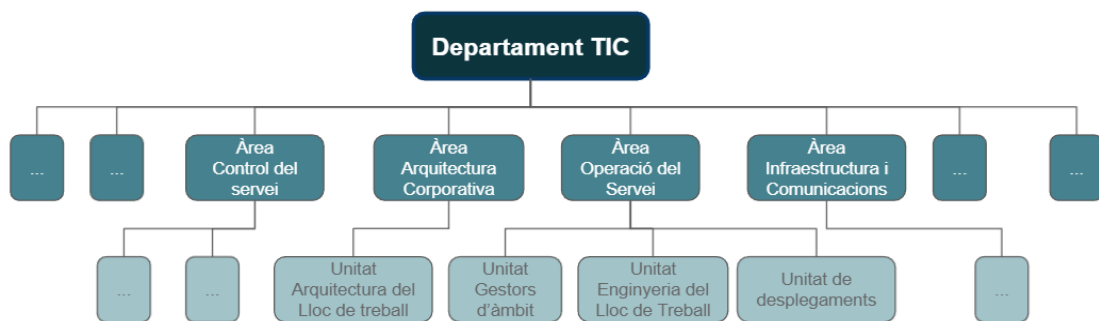 Departament TIC
...
...
Àrea
Control del
servei
Àrea
Arquitectura
Corporativa
Àrea
Operació del
Servei
Àrea
Infraestructura i
Comunicacions
...
...
...
...
Unitat
Arquitectura del
Lloc de treball
Unitat
Gestors
d'àmbit
Unitat
Enginyeria del
Lloc de Treball
Unitat de
desplegaments
...